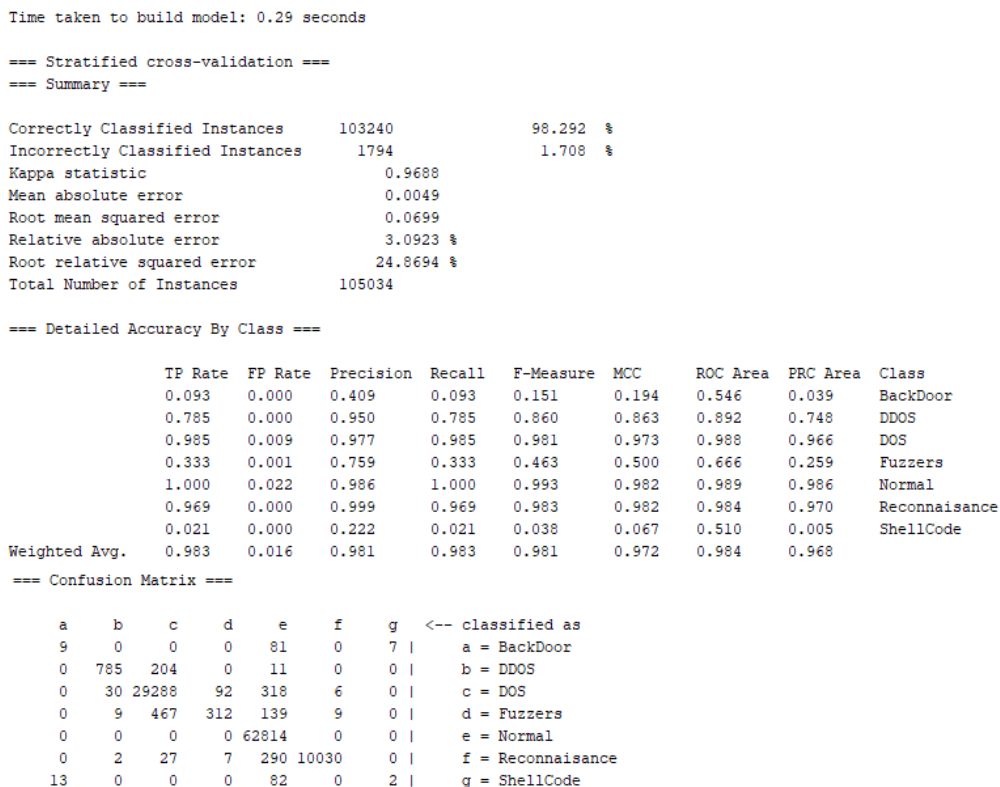 Time taken to build model: 0.29 seconds
=== Stratified cross-validation ===
=== Summary ===
Correctly Classified Instances 103240 98.292 %
Incorrectly Classified Instances 1794 1.708 %
Kappa statistic 0.9688
Mean absolute error 0.0049
Root mean squared error 0.0699
Relative absolute error 3.0923 %
Root relative squared error 24.8694 %
Total Number of Instances 105034
=== Detailed Accuracy By Class ===
TP Rate FP Rate Precision Recall F-Measure MCC ROC Area PRC Area Class
0.093 0.000 0.409 0.093 0.151 0.194 0.546 0.039 BackDoor
0.785 0.000 0.950 0.785 0.860 0.863 0.892 0.748 DDOS
0.985 0.009 0.977 0.985 0.981 0.973 0.988 0.966 DOS
0.333 0.001 0.759 0.333 0.463 0.500 0.666 0.259 Fuzzers
1.000 0.022 0.986 1.000 0.993 0.982 0.989 0.986 Normal
0.969 0.000 0.999 0.969 0.983 0.982 0.984 0.970 Reconnaisance
0.021 0.000 0.222 0.021 0.038 0.067 0.510 0.005 ShellCode
Weighted Avg. 0.983 0.016 0.981 0.983 0.981 0.972 0.984 0.968
=== Confusion Matrix ===
a b c d e f g <-- classified as
9 0 0 0 81 0 7 | a = BackDoor
0 785 204 0 11 0 0 | b = DDOS
0 30 29288 92 318 6 0 | c = DOS
0 9 467 312 139 9 0 | d = Fuzzers
0 0 0 0 62814 0 0 | e = Normal
0 2 27 7 290 10030 0 | f = Reconnaisance
13 0 0 0 82 0 2 | g = ShellCode